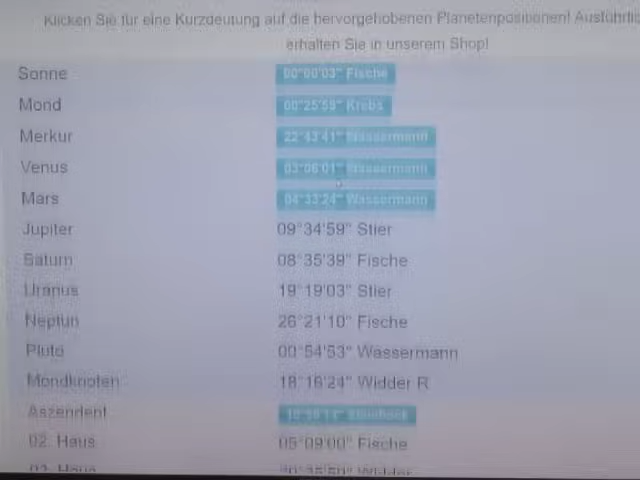 Klicken Sie für eine Kurzdeutung auf die hervorgehobenen Planetenpositionen!
erhalten Sie in unserem Shop!
Sonne 00°00'03" Fische
Mond 00°25'59" Krebs
Merkur 22°43'41" Wassermann
Venus 03°06'01" Wassermann
Mars 04°33'24" Wassermann
Jupiter 09°34'59" Stier
Saturn 08°35'39" Fische
Uranus 19°19'03" Stier
Neptun 26°21'10" Fische
Pluto 00°54'53" Wassermann
Mondknoten 18°16'24" Widder R
Aszendent Steinbock
02. Haus 05°09'00" Fische
03. Haus Widder